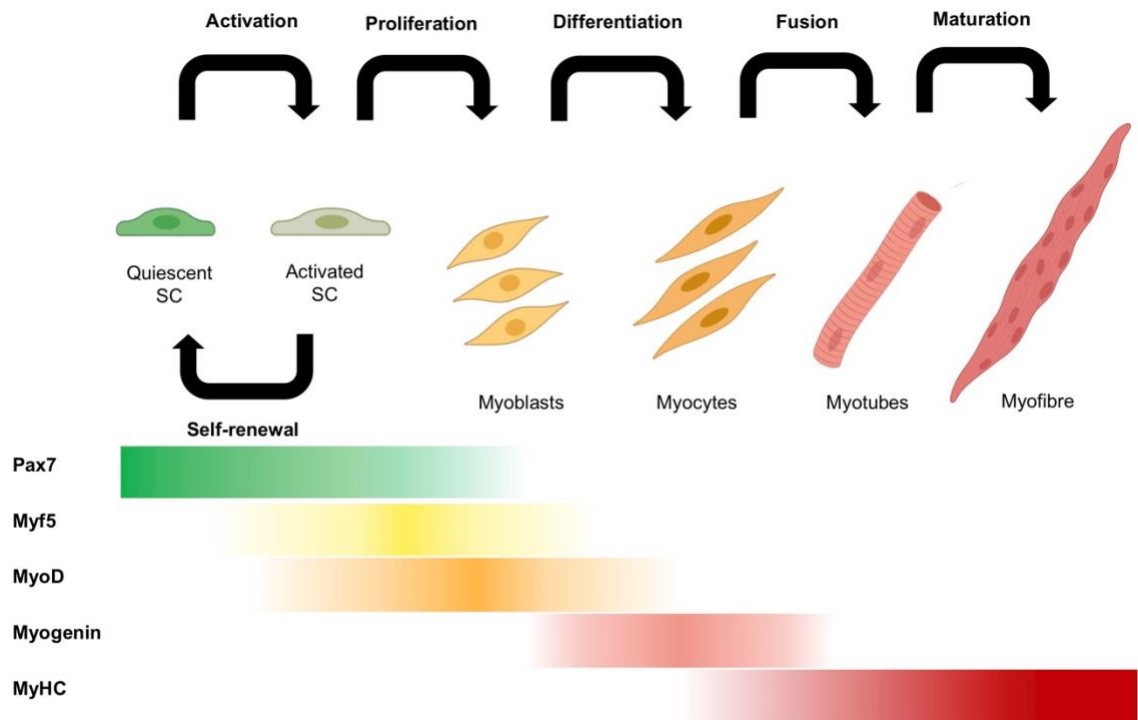 Activation
Proliferation
Differentiation
Fusion
Maturation
Quiescent
SC
Activated
SC
Myoblasts
Myocytes
Myotubes
Myofibre
Self-renewal
Pax7
Myf5
MyoD
Myogenin
MyHC